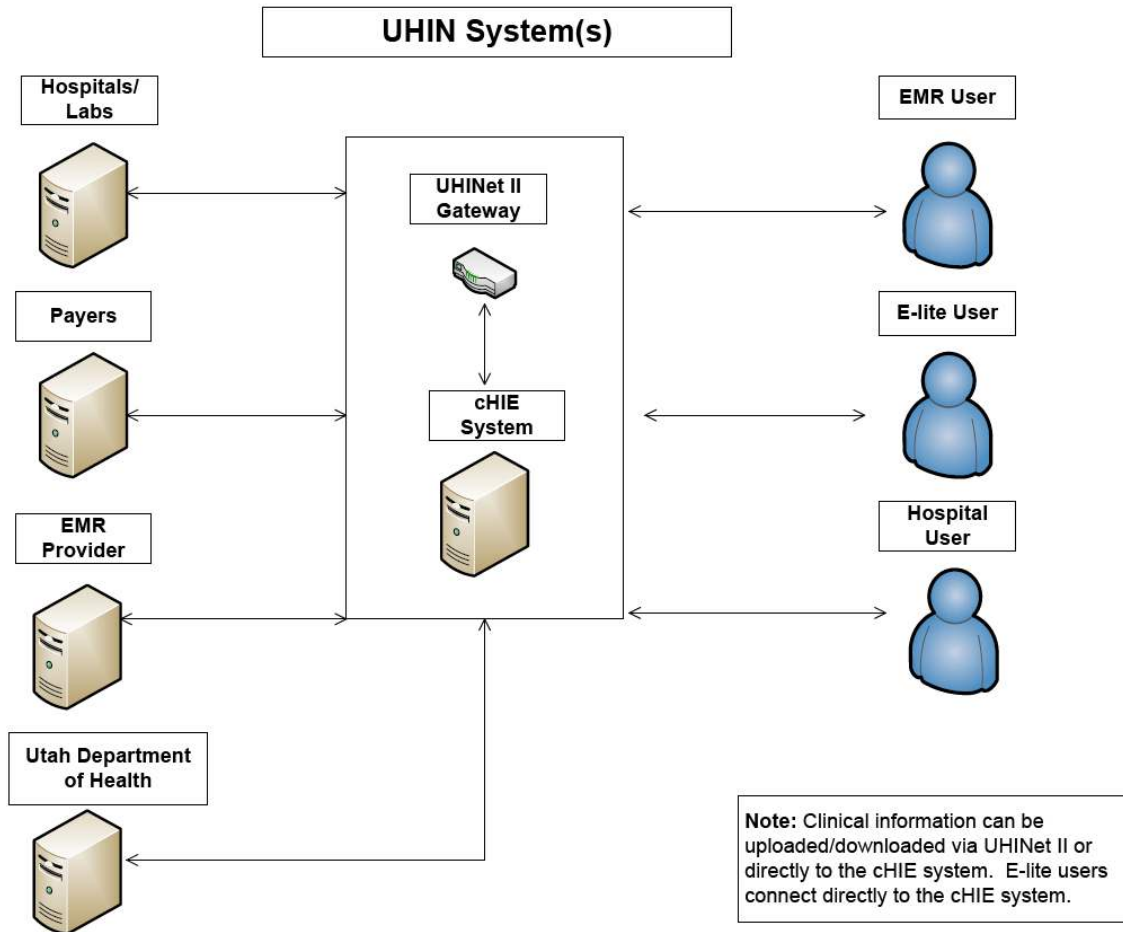 UHIN System(s)
Hospitals/
Labs
EMR User
UHINet II
Gateway
Payers
E-lite User
cHIE
System
EMR
Provider
Hospital
User
Utah Department
of Health
Note: Clinical information can be
uploaded/downloaded via UHINet II or
directly to the cHIE system.  E-lite users
connect directly to the cHIE system.